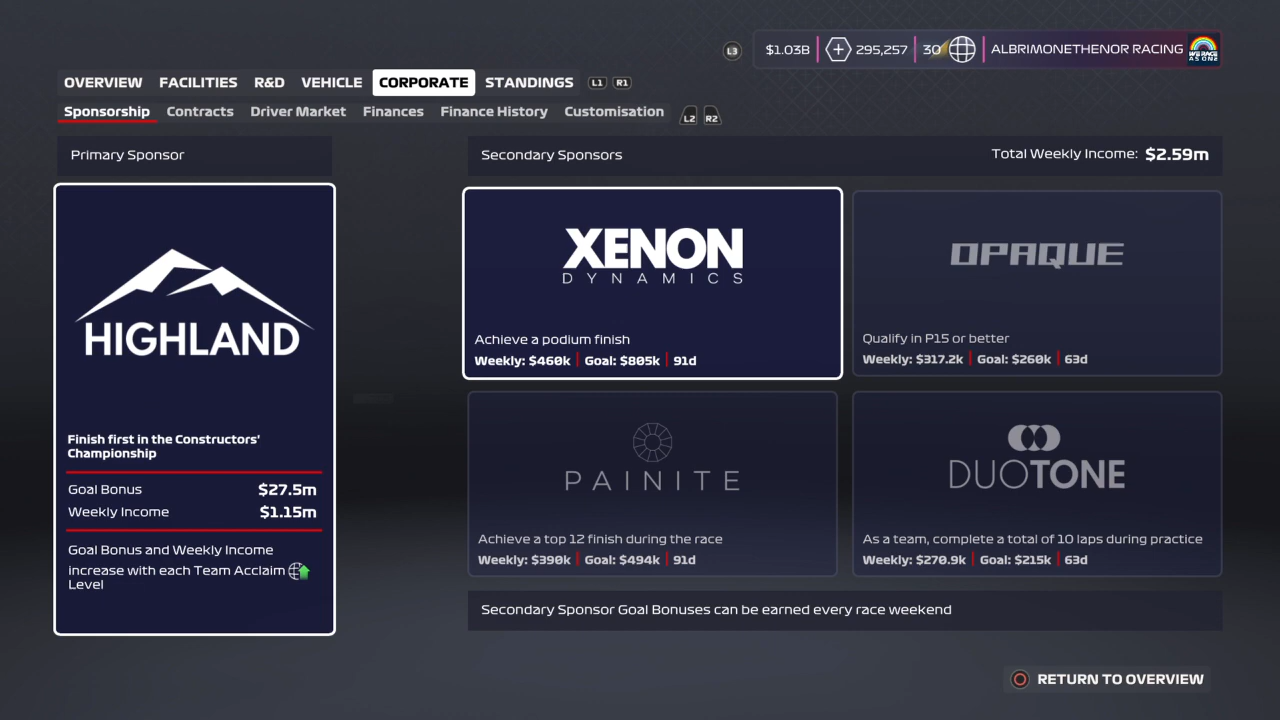 L3
$1.03B
295,257
30
ALBRIMONETHENOR RACING
WE RACE
AS ONE
OVERVIEW FACILITIES R&D VEHICLE CORPORATE STANDINGS L1 R1
Sponsorship Contracts Driver Market Finances Finance History Customisation L2 R2
Primary Sponsor
HIGHLAND
Finish first in the Constructors'
Championship
Goal Bonus $27.5m
Weekly Income $1.15m
Goal Bonus and Weekly Income
increase with each Team Acclaim
Level
Secondary Sponsors
Total Weekly Income: $2.59m
XENON
DYNAMICS
Achieve a podium finish
Weekly: $460k Goal: $805k 91d
OPAQUE
Qualify in P15 or better
Weekly: $317.2k Goal: $260k 63d
PAINITE
Achieve a top 12 finish during the race
Weekly: $390k Goal: $494k 91d
DUOTONE
As a team, complete a total of 10 laps during practice
Weekly: $270.9k Goal: $215k 63d
Secondary Sponsor Goal Bonuses can be earned every race weekend
RETURN TO OVERVIEW